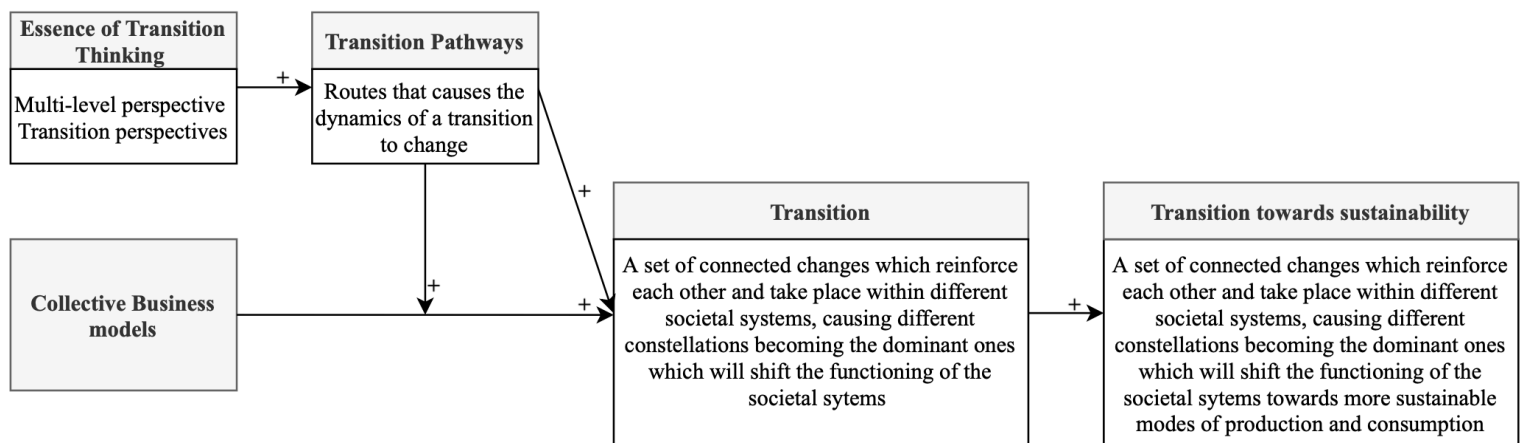 Essence of Transition
Thinking
Multi-level perspective
Transition perspectives
+
Transition Pathways
Routes that causes the
dynamics of a transition
to change
+
+
Collective Business
models
+
Transition
A set of connected changes which reinforce
each other and take place within different
societal systems, causing different
constellations becoming the dominant ones
which will shift the functioning of the
societal sytems
+
Transition towards sustainability
A set of connected changes which reinforce
each other and take place within different
societal systems, causing different
constellations becoming the dominant ones
which will shift the functioning of the
societal sytems towards more sustainable
modes of production and consumption